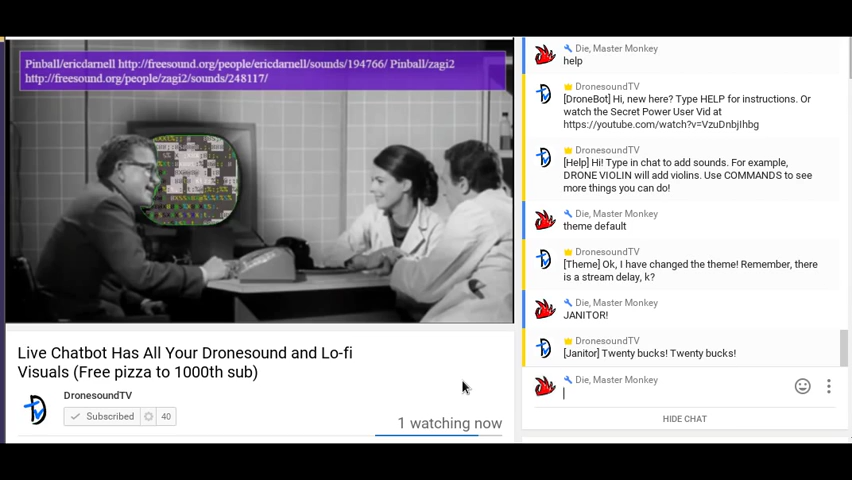 Pinball/ericdarnell http://freesound.org/people/ericdarnell/sounds/194766/ Pinball/zagi2
http://freesound.org/people/zagi2/sounds/248117/
Live Chatbot Has All Your Dronesound and Lo-fi
Visuals (Free pizza to 1000th sub)
DronesoundTV
Subscribed 40
1 watching now
Die, Master Monkey
help
DronesoundTV
[DroneBot] Hi, new here? Type HELP for instructions. Or
watch the Secret Power User Vid at
https://youtube.com/watch?v=VzuDnbjIhbg
DronesoundTV
[Help] Hi! Type in chat to add sounds. For example,
DRONE VIOLIN will add violins. Use COMMANDS to see
more things you can do!
Die, Master Monkey
theme default
DronesoundTV
[Theme] Ok, I have changed the theme! Remember, there
is a stream delay, k?
Die, Master Monkey
JANITOR!
DronesoundTV
[Janitor] Twenty bucks! Twenty bucks!
Die, Master Monkey
HIDE CHAT